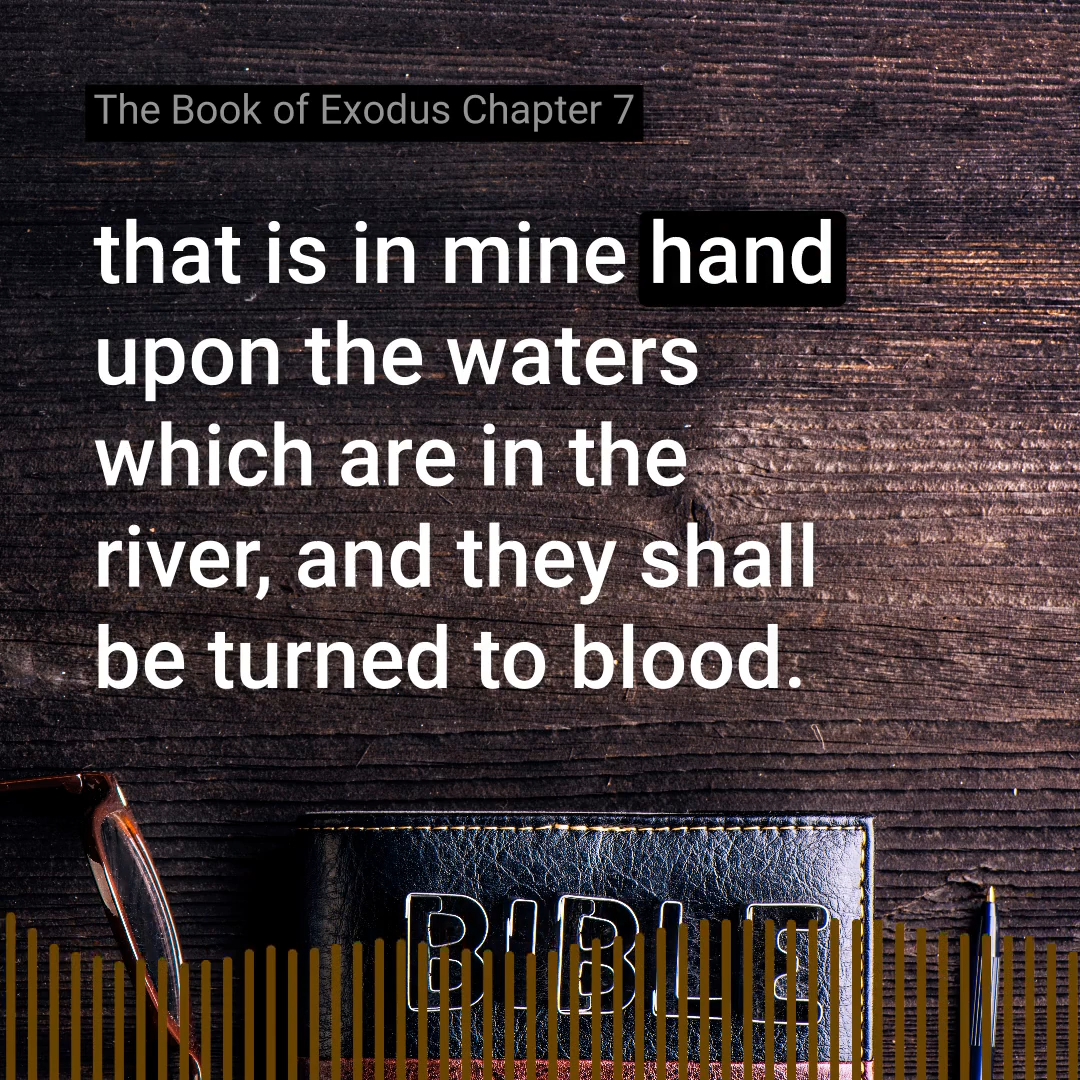 The Book of Exodus Chapter 7
that is in mine hand
upon the waters
which are in the
river, and they shall
be turned to blood.
BIBLE